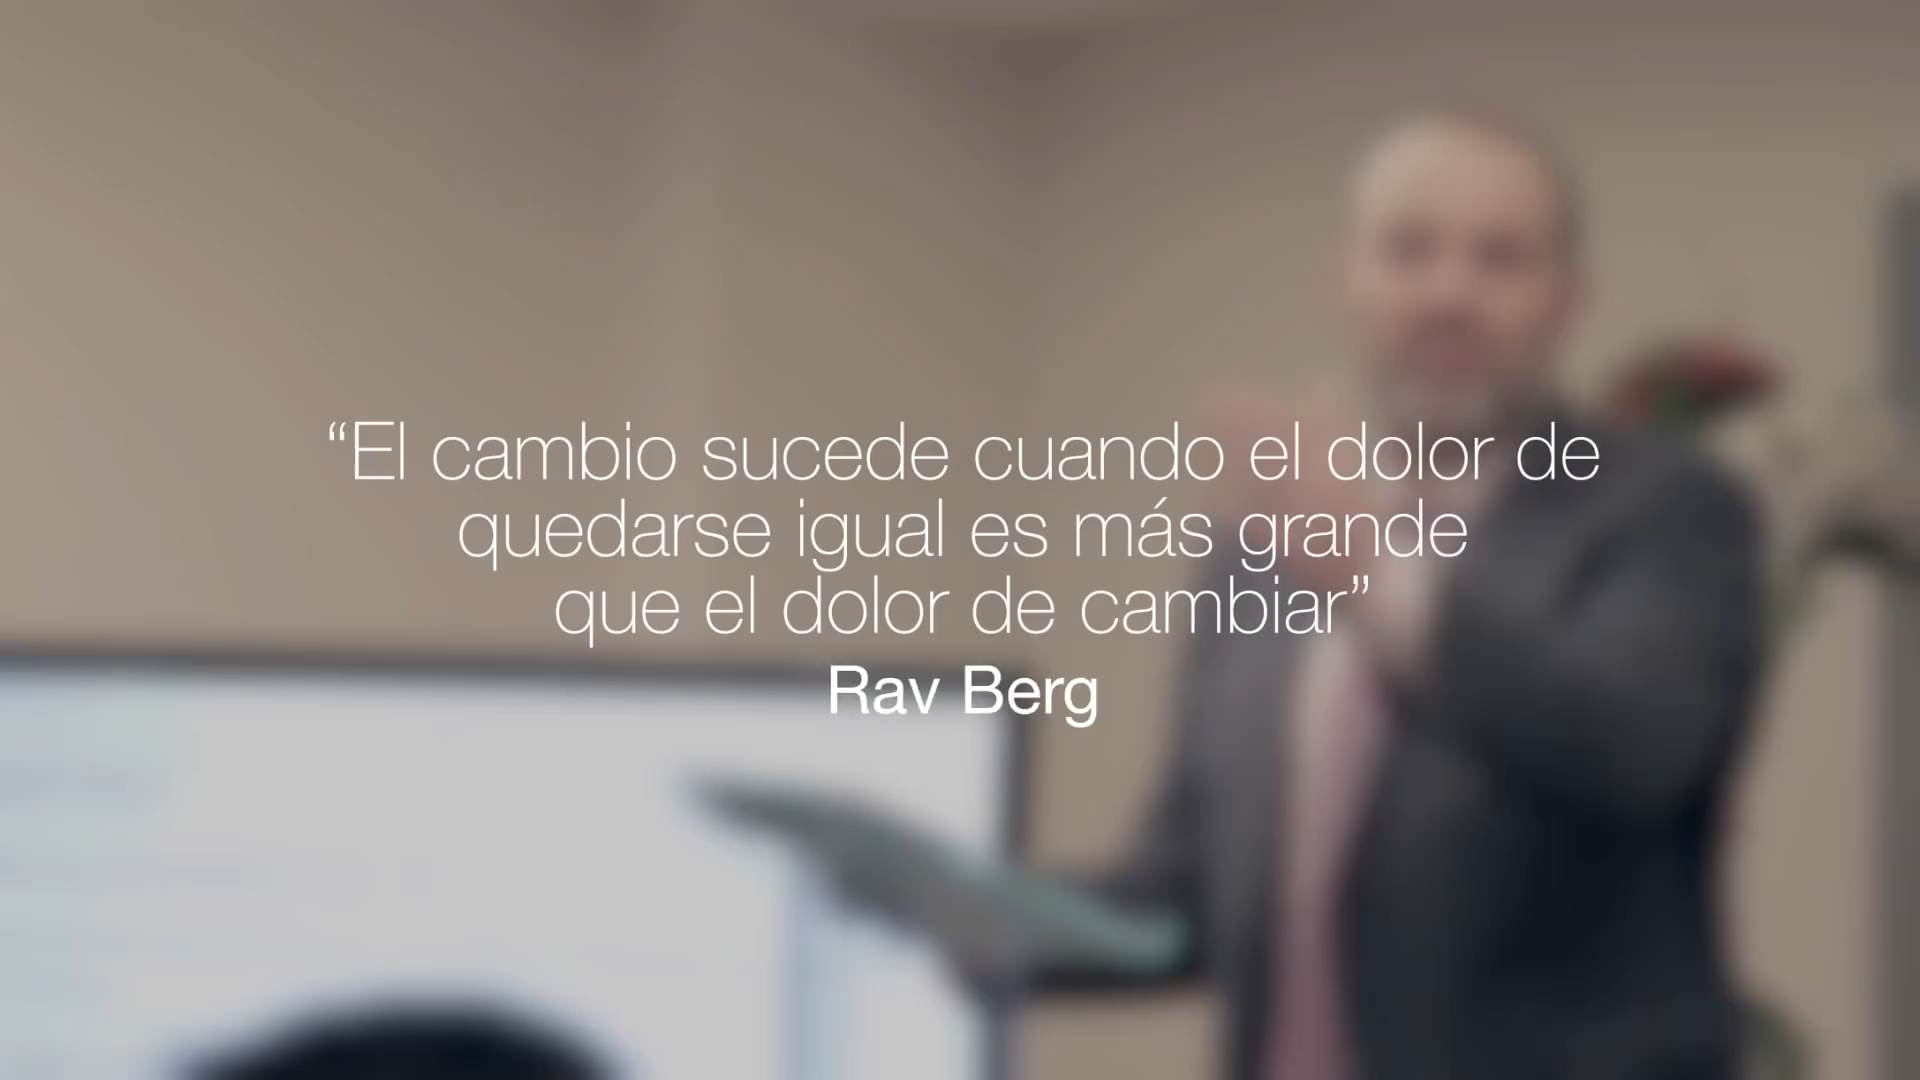 “El cambio sucede cuando el dolor de
quedarse igual es más grande
que el dolor de cambiar”
Rav Berg